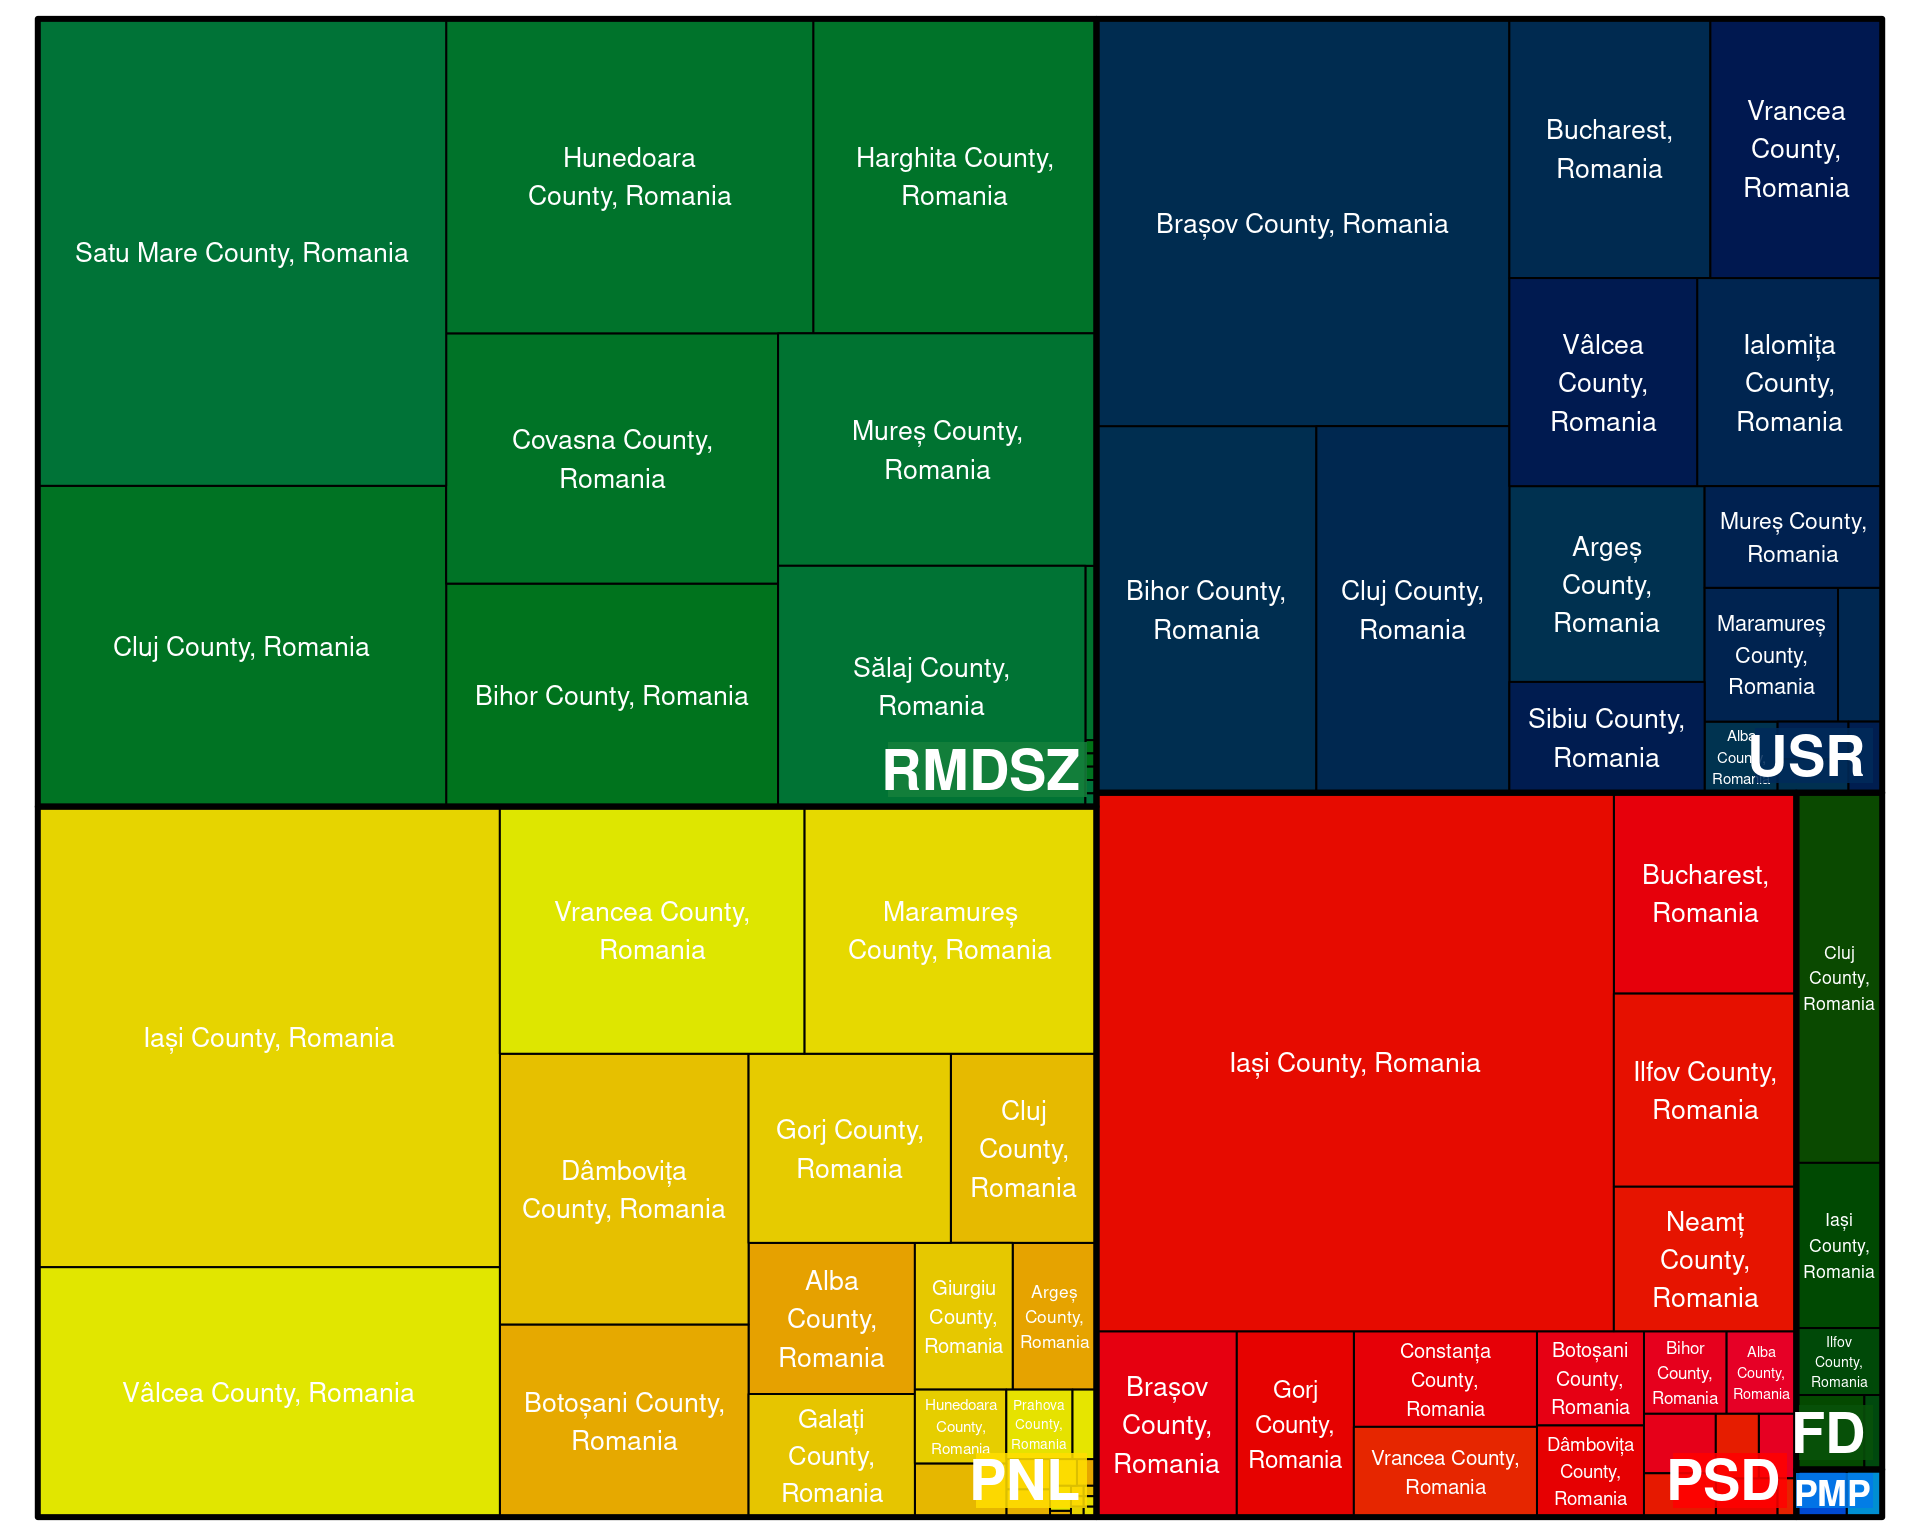 Satu Mare County, Romania
Hunedoara
County, Romania
Harghita County,
Romania
Covasna County,
Romania
Mureș County,
Romania
Cluj County, Romania
Bihor County, Romania
Sălaj County,
Romania
RMDSZ
Brașov County, Romania
Bucharest,
Romania
Vrancea
County,
Romania
Vâlcea
County,
Romania
Ialomița
County,
Romania
Bihor County,
Romania
Cluj County,
Romania
Argeș
County,
Romania
Mureș County,
Romania
Maramureș
County,
Romania
Sibiu County,
Romania
Alba
County,
Romania
USR
Iași County, Romania
Vrancea County,
Romania
Maramureș
County, Romania
Dâmbovița
County, Romania
Gorj County,
Romania
Cluj
County,
Romania
Vâlcea County, Romania
Botoșani County,
Romania
Alba
County,
Romania
Giurgiu
County,
Romania
Argeș
County,
Romania
Galați
County,
Romania
Hunedoara
County,
Romania
Prahova
County,
Romania
PNL
Iași County, Romania
Bucharest,
Romania
Ilfov County,
Romania
Neamț
County,
Romania
Brașov
County,
Romania
Gorj
County,
Romania
Constanța
County,
Romania
Vrancea County,
Romania
Botoșani
County,
Romania
Dâmbovița
County,
Romania
Bihor
County,
Romania
Alba
County,
Romania
PSD
Cluj
County,
Romania
Iași
County,
Romania
Ilfov
County,
Romania
FD
PMP